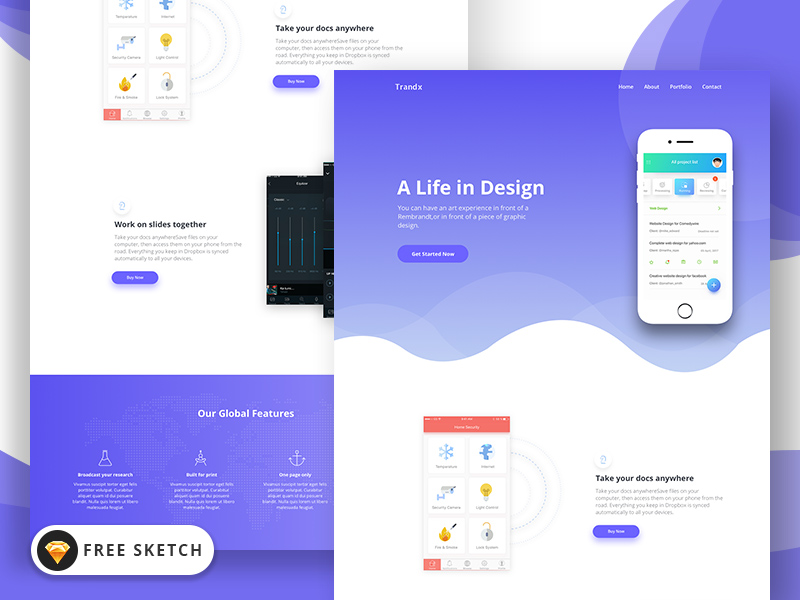 Temperature
Internet
Security Camera
Light Control
Fire & Smoke
Lock System
Take your docs anywhere
Take your docs anywhereSave files on your
computer, then access them on your phone from the
road. Everything you keep in Dropbox is synced
automatically to all your devices.
Buy Now
Work on slides together
Take your docs anywhereSave files on your
computer, then access them on your phone from the
road. Everything you keep in Dropbox is synced
automatically to all your devices.
Buy Now
Equlizer
Classic
Our Global Features
Broadcast your research
Vivamus suscipit tortor eget felis
porttitor volutpat. Curabitur
aliquet quam id dui posuere
blandit. Nulla quis lorem ut libero
malesuada feugiat.
Built for print
Vivamus suscipit tortor eget felis
porttitor volutpat. Curabitur
aliquet quam id dui posuere
blandit. Nulla quis lorem ut libero
malesuada feugiat.
One page only
Vivamus suscipit tortor eget felis
porttitor volutpat. Curabitur
aliquet quam id dui posuere
blandit. Nulla quis lorem ut libero
malesuada feugiat.
FREE SKETCH
Trandx
Home About Portfolio Contact
A Life in Design
You can have an art experience in front of a
Rembrandt,or in front of a piece of graphic
design.
Get Started Now
All project list
Web Design
Website Design for Comedyune
Complete web design for yahoo.com
Creative website design for facebook
Home Security
Temperature
Internet
Security Camera
Light Control
Fire & Smoke
Lock System
Take your docs anywhere
Take your docs anywhereSave files on your
computer, then access them on your phone from the
road. Everything you keep in Dropbox is synced
automatically to all your devices.
Buy Now